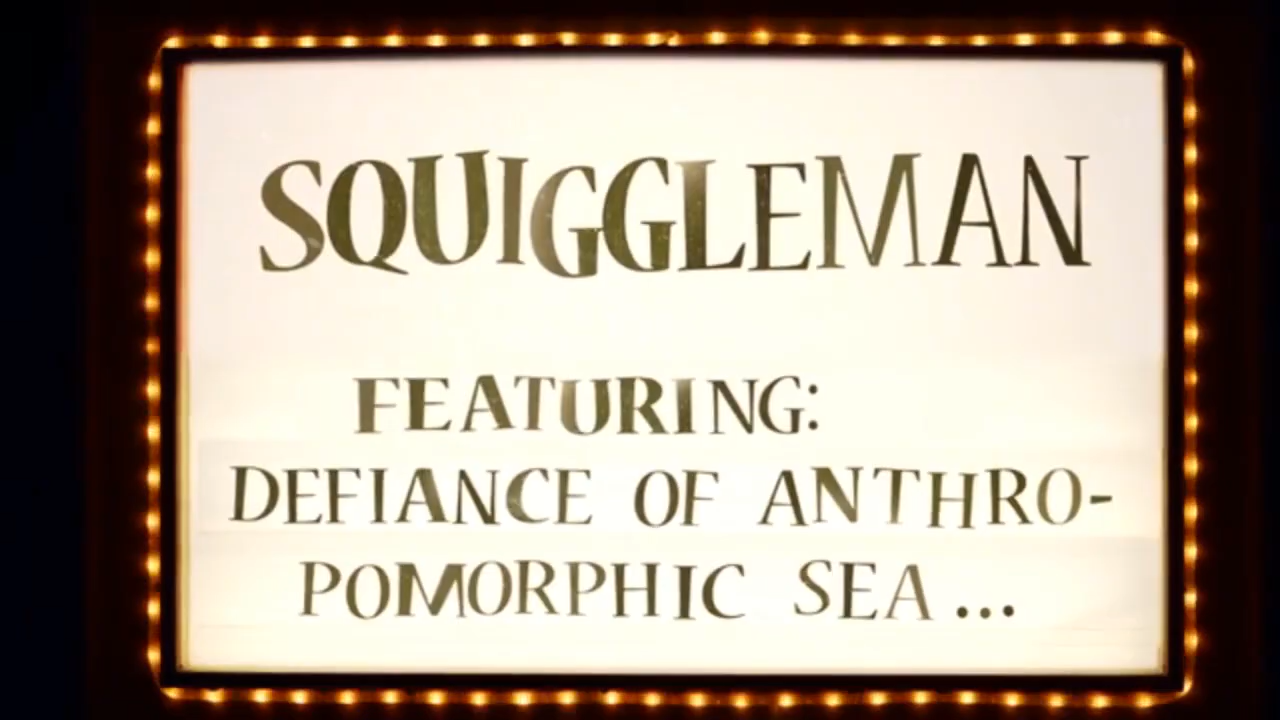 SQUIGGLEMAN
FEATURING:
DEFIANCE OF ANTHRO-
POMORPHIC SEA...